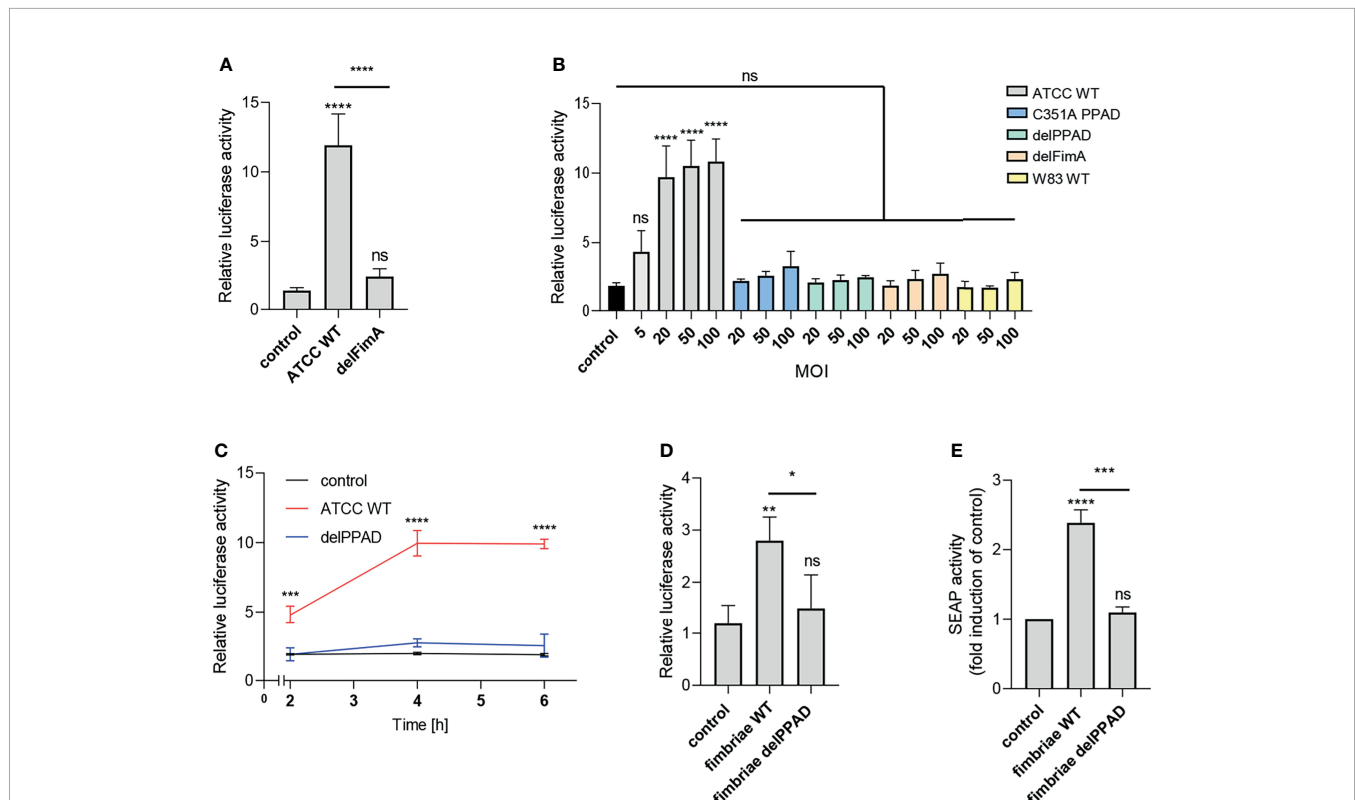 A
****
****
ns
Relative luciferase activity
15
10
5
0
control
ATCC WT
delFimA
B
ns
ns
****
****
****
Relative luciferase activity
15
10
5
0
control
5
20
50
100
20
50
100
20
50
100
20
50
100
20
50
100
MOI
ATCC WT
C351A PPAD
delPPAD
delFimA
W83 WT
C
Relative luciferase activity
15
10
5
0
control
ATCC WT
delPPAD
***
****
****
0
2
3
4
5
6
Time [h]
D
*
**
ns
Relative luciferase activity
4
3
2
1
0
control
fimbriae WT
fimbriae delPPAD
E
***
****
ns
SEAP activity
(fold induction of control)
3
2
1
0
control
fimbriae WT
fimbriae delPPAD